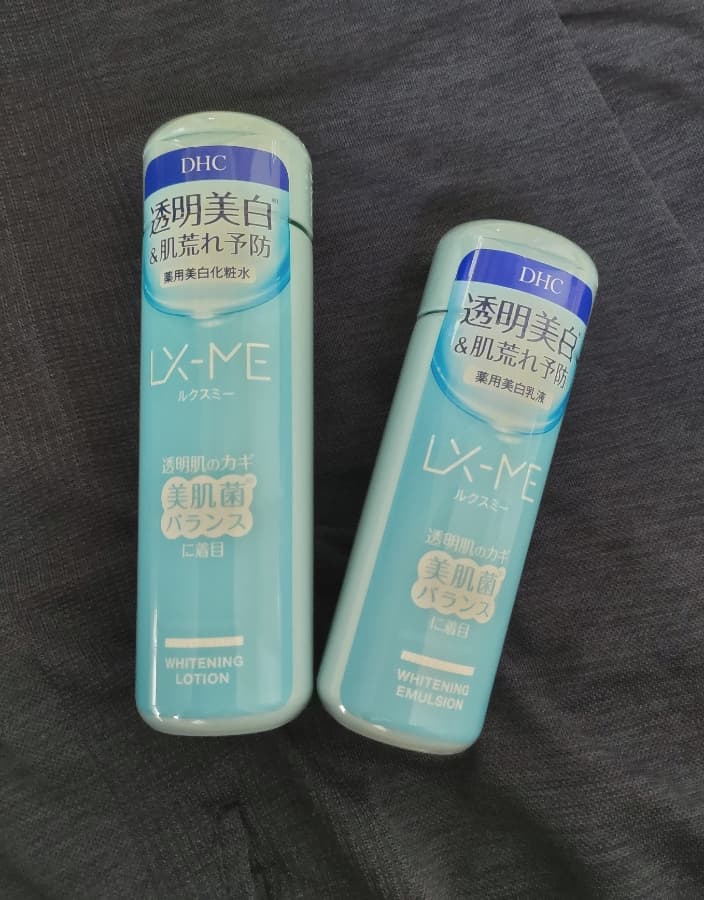 DHC
透明美白
&肌荒れ予防
薬用美白化粧水
LX-ME
ルクスミー
透明肌のカギ
美肌菌
バランス
に着目
WHITENING
LOTION
DHC
透明美白
&肌荒れ予防
薬用美白乳液
LX-ME
ルクスミー
透明肌のカギ
美肌菌
バランス
に着目
WHITENING
EMULSION